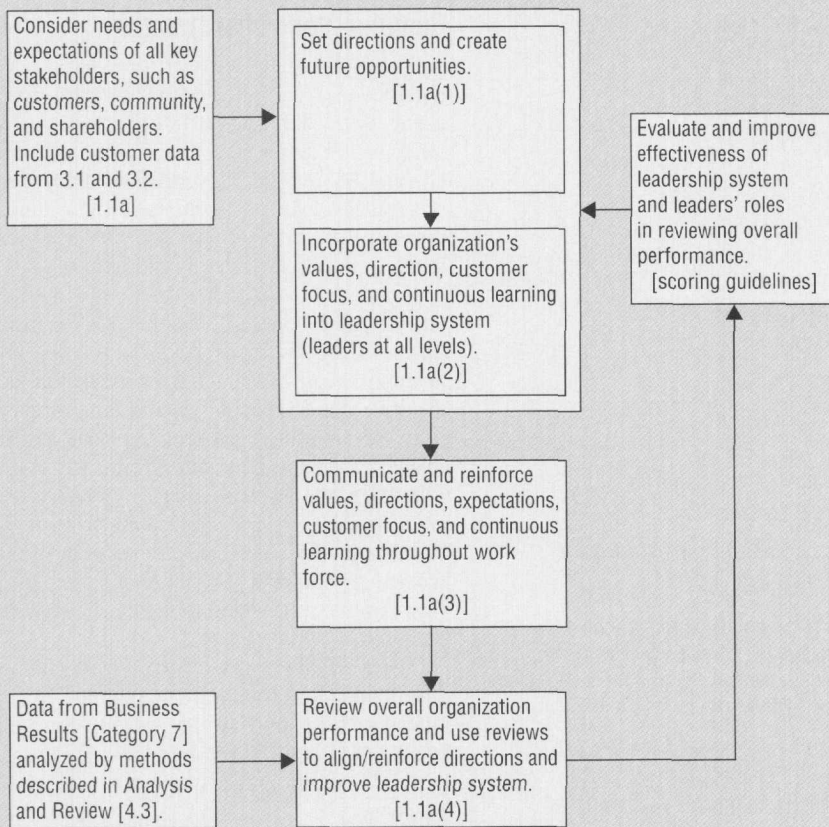 Consider needs and
expectations of all key
stakeholders, such as
customers, community,
and shareholders.
Include customer data
from 3.1 and 3.2.
[1.1a]
Set directions and create
future opportunities.
[1.1a(1)]
Incorporate organization's
values, direction, customer
focus, and continuous learning
into leadership system
(leaders at all levels).
[1.1a(2)]
Evaluate and improve
effectiveness of
leadership system
and leaders' roles
in reviewing overall
performance.
[scoring guidelines]
Communicate and reinforce
values, directions, expectations,
customer focus, and continuous
learning throughout work
force.
[1.1a(3)]
Data from Business
Results [Category 7]
analyzed by methods
described in Analysis
and Review [4.3].
Review overall organization
performance and use reviews
to align/reinforce directions and
improve leadership system.
[1.1a(4)]